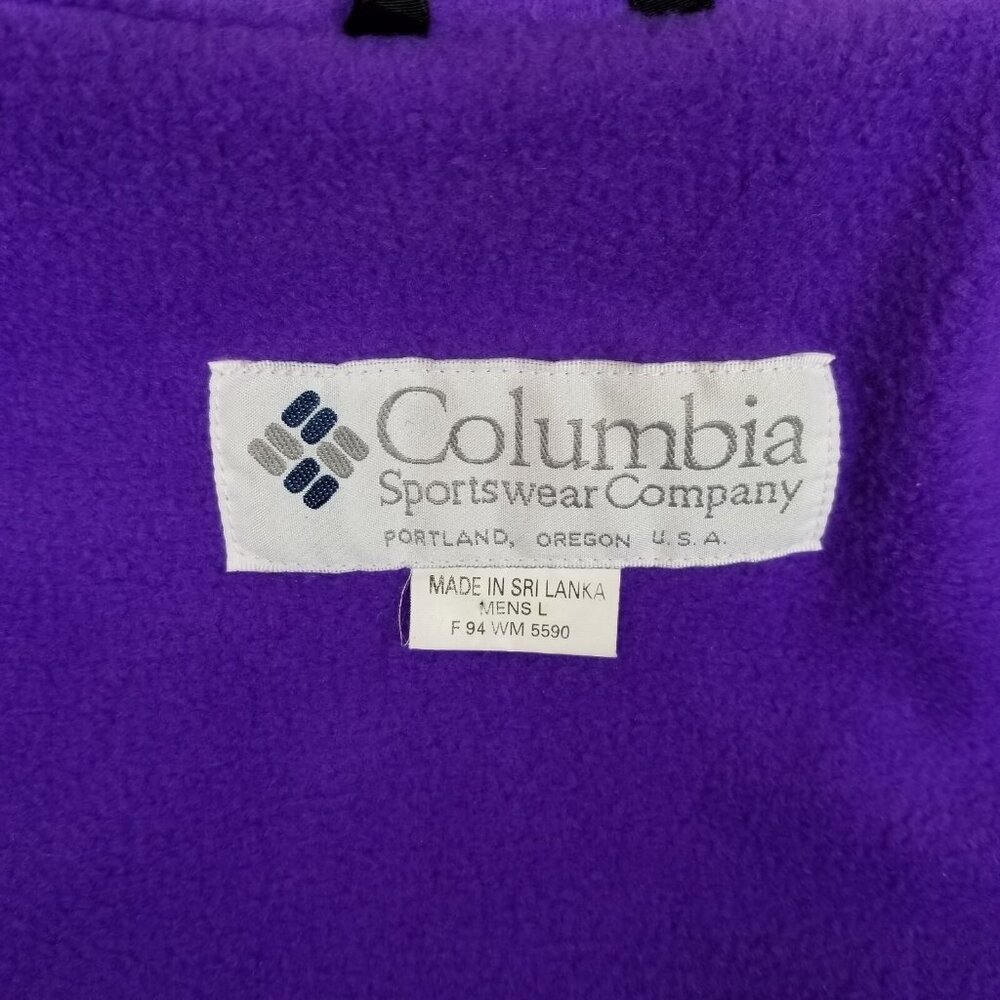 Columbia
Sportswear Company
PORTLAND, OREGON U.S.A.
MADE IN SRI LANKA
MENS L
F 94 WM 5590